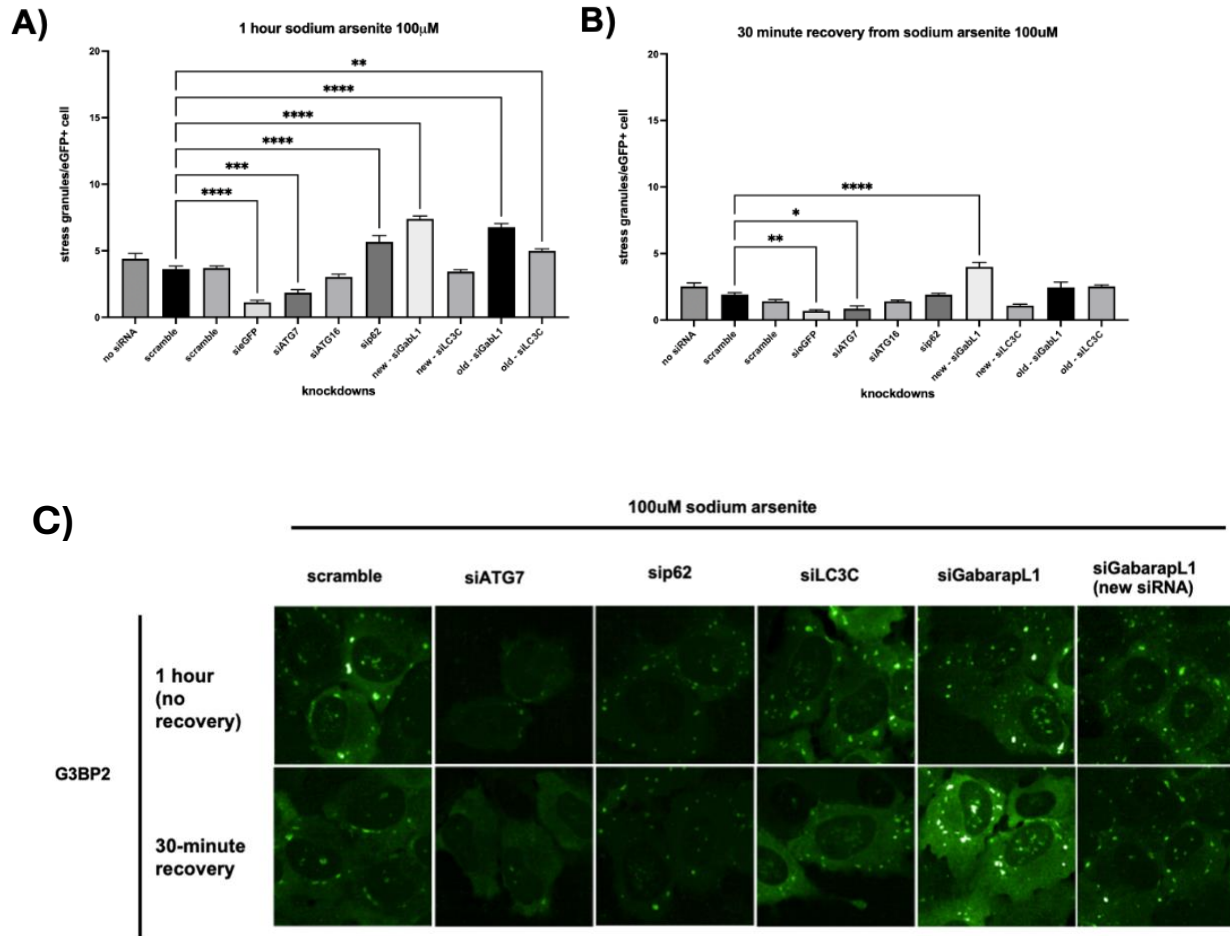 A)
1 hour sodium arsenite 100μM
stress granules/eGFP+ cell
20
15
10
5
0
**
****
****
****
***
****
no siRNA
scramble
scramble
sieGFP
siATG7
siATG16
sip62
new - siGabL1
new - siLC3C
old - siGabL1
old - siLC3C
knockdowns
B)
30 minute recovery from sodium arsenite 100uM
stress granules/eGFP+ cell
20
15
10
5
0
****
*
**
no siRNA
scramble
scramble
sieGFP
siATG7
siATG16
sip62
new - siGabL1
new - siLC3C
old - siGabL1
old - siLC3C
knockdowns
C)
100uM sodium arsenite
scramble
siATG7
sip62
siLC3C
siGabarapL1
siGabarapL1
(new siRNA)
G3BP2
1 hour
(no
recovery)
30-minute
recovery